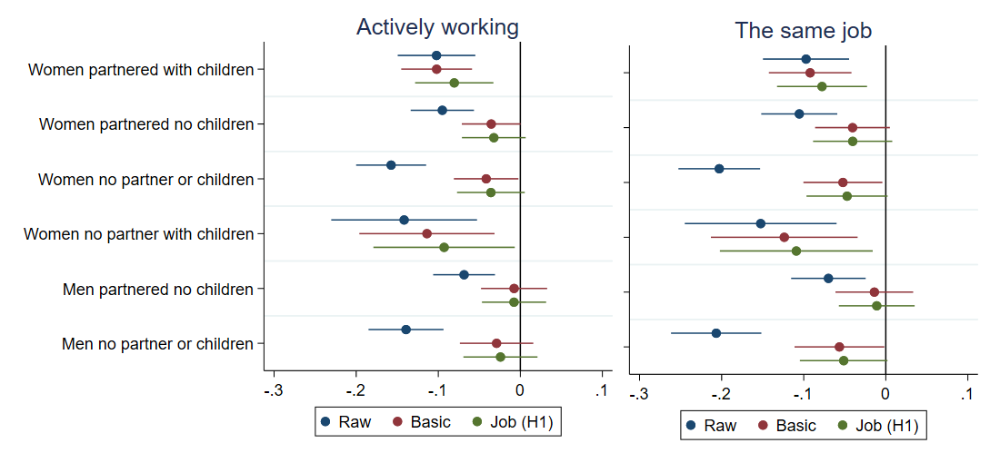 Actively working
The same job
Women partnered with children
Women partnered no children
Women no partner or children
Women no partner with children
Men partnered no children
Men no partner or children
-.3 -.2 -.1 0 .1
-.3 -.2 -.1 0 .1
Raw Basic Job (H1)
Raw Basic Job (H1)